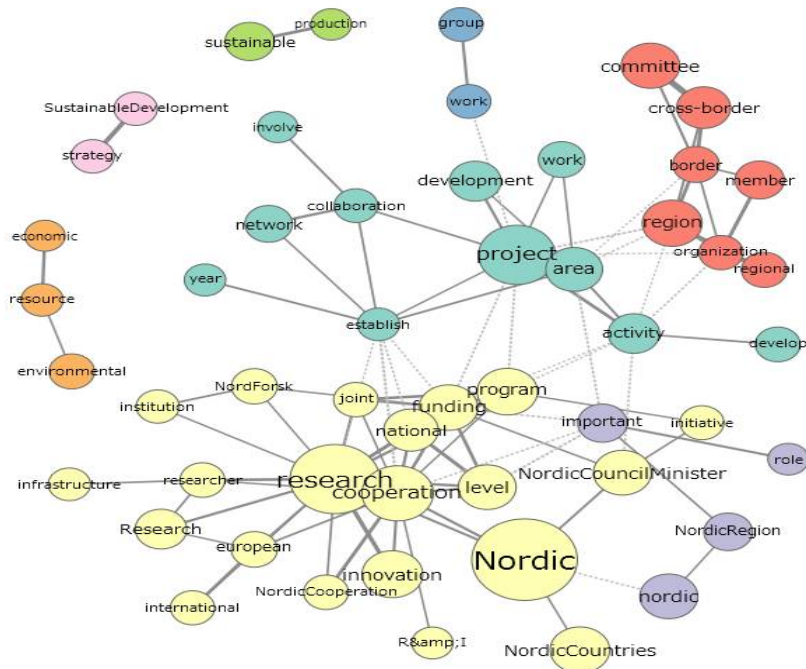 group
production
sustainable
committee
work
cross-border
SustainableDevelopment
involve
strategy
work
border
development
member
collaboration
network
region
economic
project
organization
area
regional
year
resource
establish
activity
develop
environmental
NordForsk
program
joint
institution
funding
important
initiative
national
role
research
NordicCouncilMinister
infrastructure
researcher
cooperation
level
Research
NordicRegion
european
Nordic
innovation
NordicCooperation
nordic
international
R&amp;I
NordicCountries